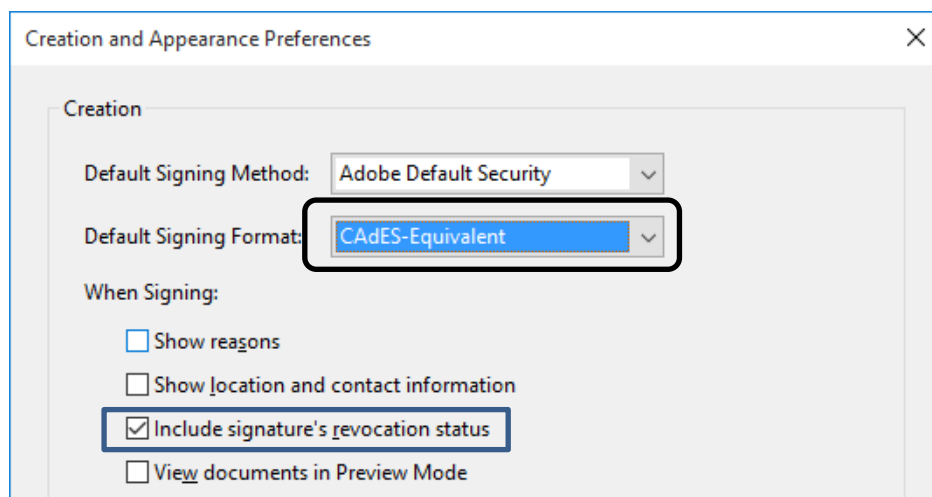 Creation and Appearance Preferences
Creation
Default Signing Method: Adobe Default Security
Default Signing Format: CAdES-Equivalent
When Signing:
Show reasons
Show location and contact information
Include signature's revocation status
View documents in Preview Mode